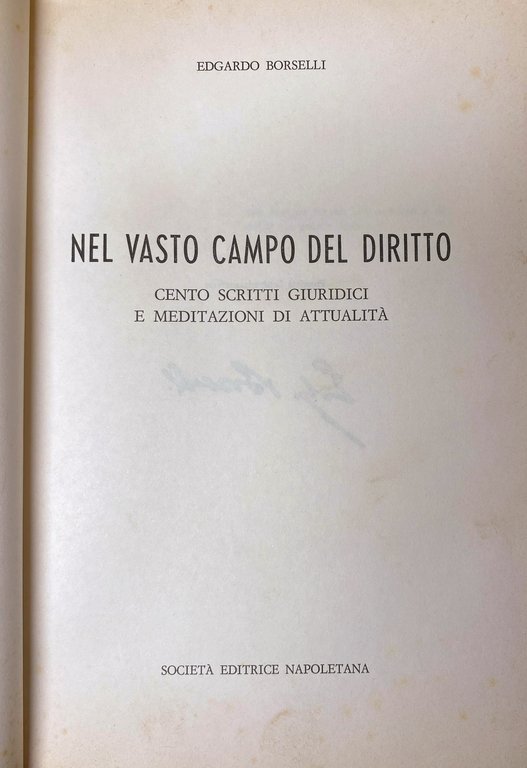 EDGARDO BORSELLI
NEL VASTO CAMPO DEL DIRITTO
CENTO SCRITTI GIURIDICI
E MEDITAZIONI DI ATTUALITÀ
SOCIETÀ EDITRICE NAPOLETANA